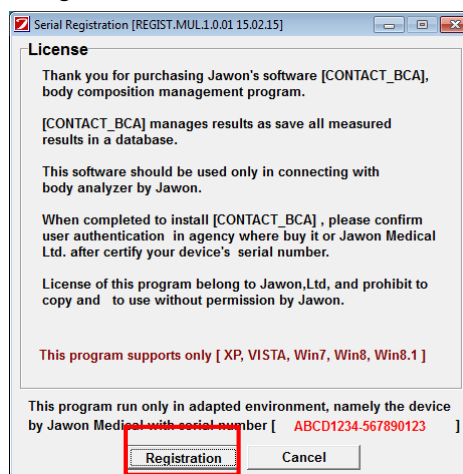 Serial Registration [REGIST.MUL.1.0.01 15.02.15]
License
Thank you for purchasing Jawon's software [CONTACT_BCA],
body composition management program.
[CONTACT_BCA] manages results as save all measured
results in a database.
This software should be used only in connecting with
body analyzer by Jawon.
When completed to install [CONTACT_BCA] , please confirm
user authentication in agency where buy it or Jawon Medical
Ltd. after certify your device's serial number.
License of this program belong to Jawon,Ltd, and prohibit to
copy and to use without permission by Jawon.
This program supports only [ XP, VISTA, Win7, Win8, Win8.1 ]
This program run only in adapted environment, namely the device
by Jawon Medical with serial number [ ABCD1234-567890123 ]
Registration Cancel